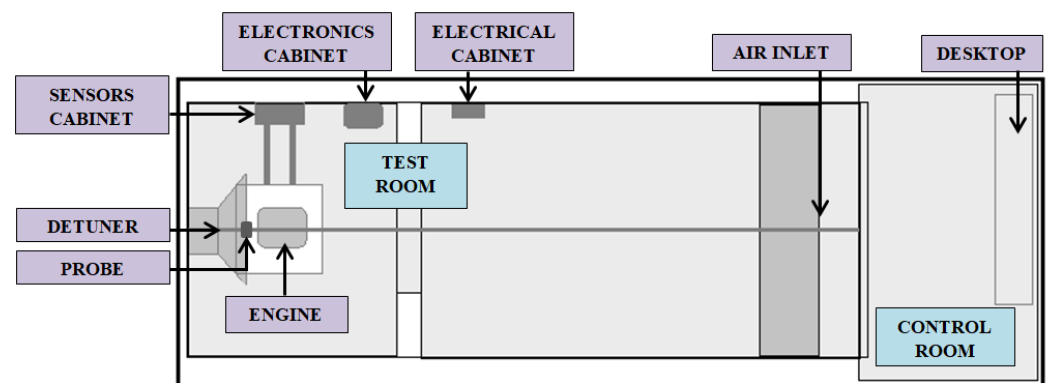 ELECTRONICS
CABINET
ELECTRICAL
CABINET
AIR INLET
DESKTOP
SENSORS
CABINET
TEST
ROOM
DETUNER
PROBE
ENGINE
CONTROL
ROOM